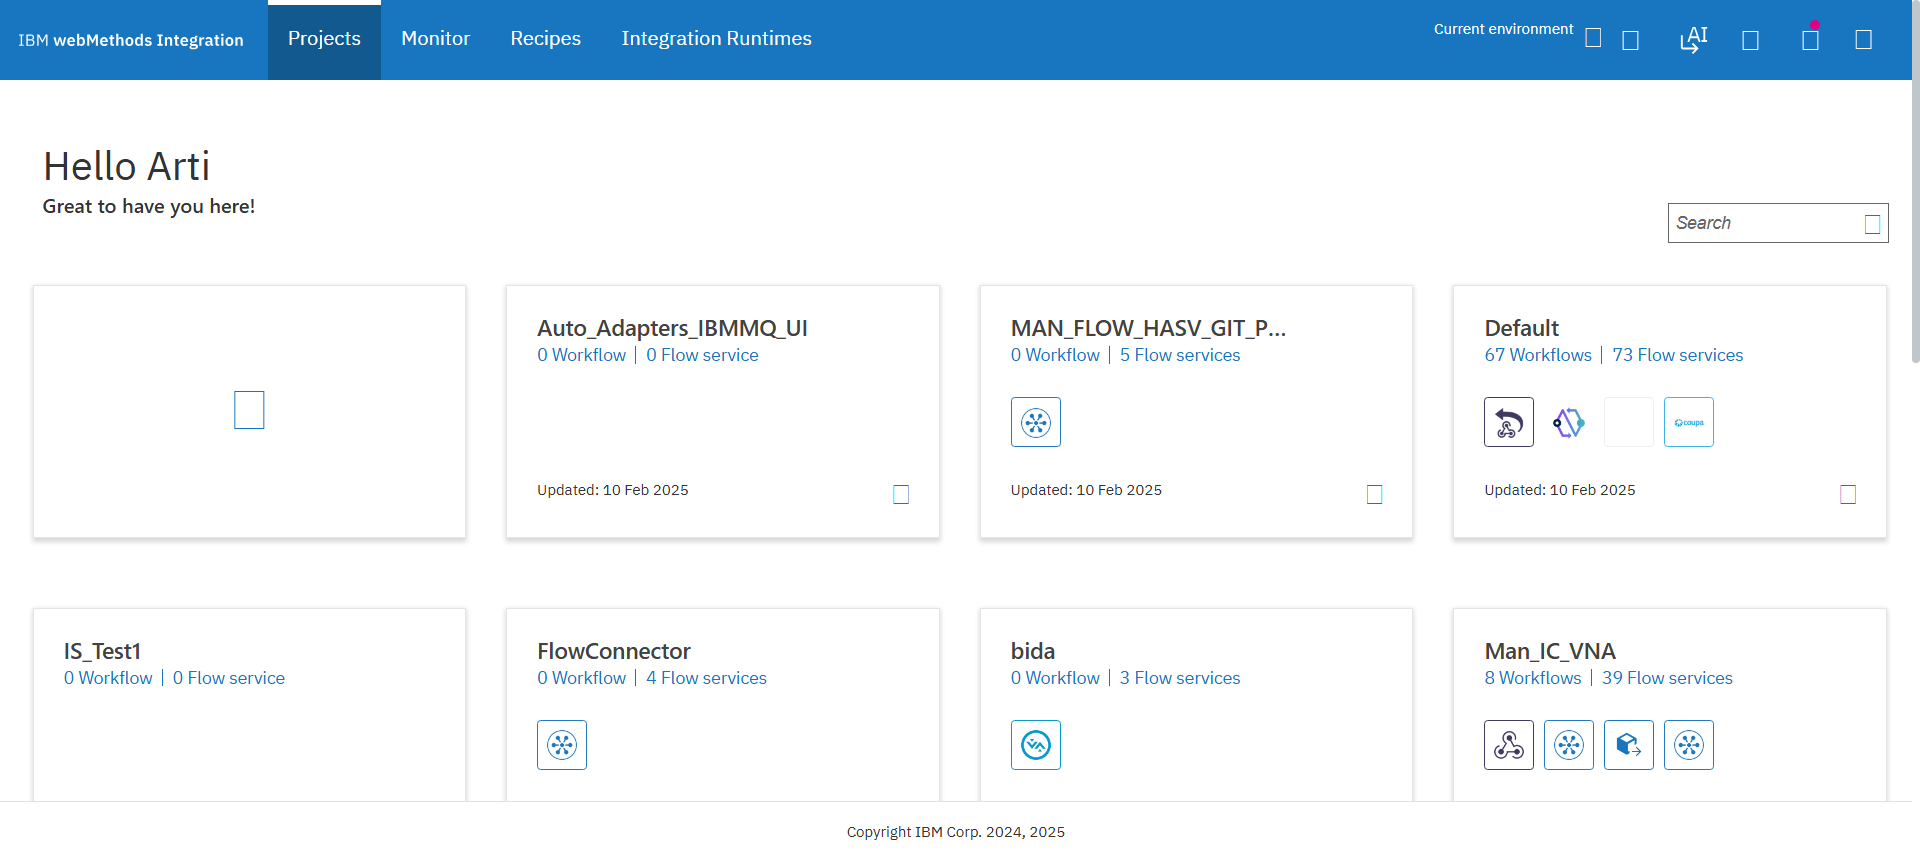 IBM webMethods Integration
Projects
Monitor
Recipes
Integration Runtimes
Current environment
AI
Hello Arti
Great to have you here!
Search
Auto_Adapters_IBMMQ_UI
0 Workflow | 0 Flow service
Updated: 10 Feb 2025
MAN_FLOW_HASV_GIT_P...
0 Workflow | 5 Flow services
Updated: 10 Feb 2025
Default
67 Workflows | 73 Flow services
coupa
Updated: 10 Feb 2025
IS_Test1
0 Workflow | 0 Flow service
FlowConnector
0 Workflow | 4 Flow services
bida
0 Workflow | 3 Flow services
Man_IC_VNA
8 Workflows | 39 Flow services
Copyright IBM Corp. 2024, 2025